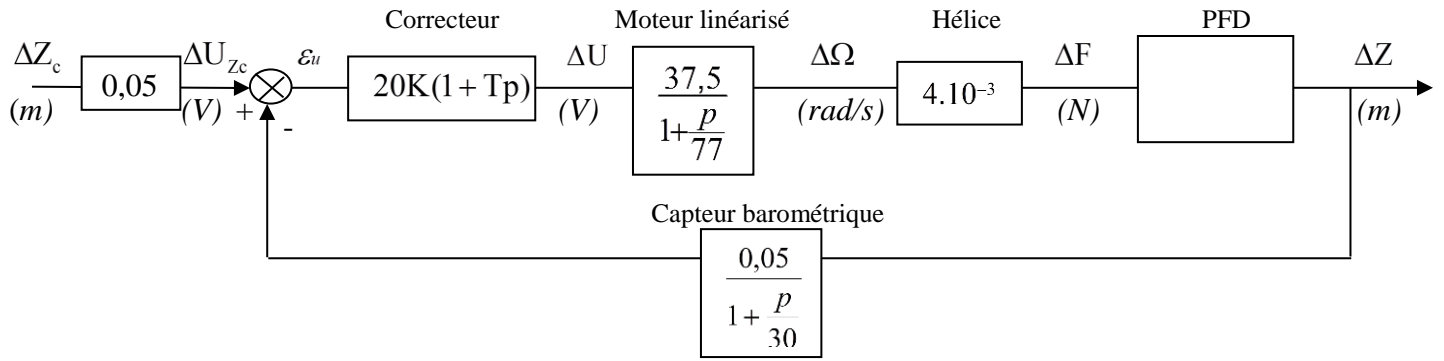 Correcteur
Moteur linéarisé
Hélice
PFD
ΔZc
(m)
0,05
ΔUZc
(V)
+
-
εu
20K(1 + Tp)
ΔU
(V)
37,5
1+ p
77
ΔΩ
(rad/s)
4.10⁻³
ΔF
(N)
ΔZ
(m)
Capteur barométrique
0,05
1 + p
30